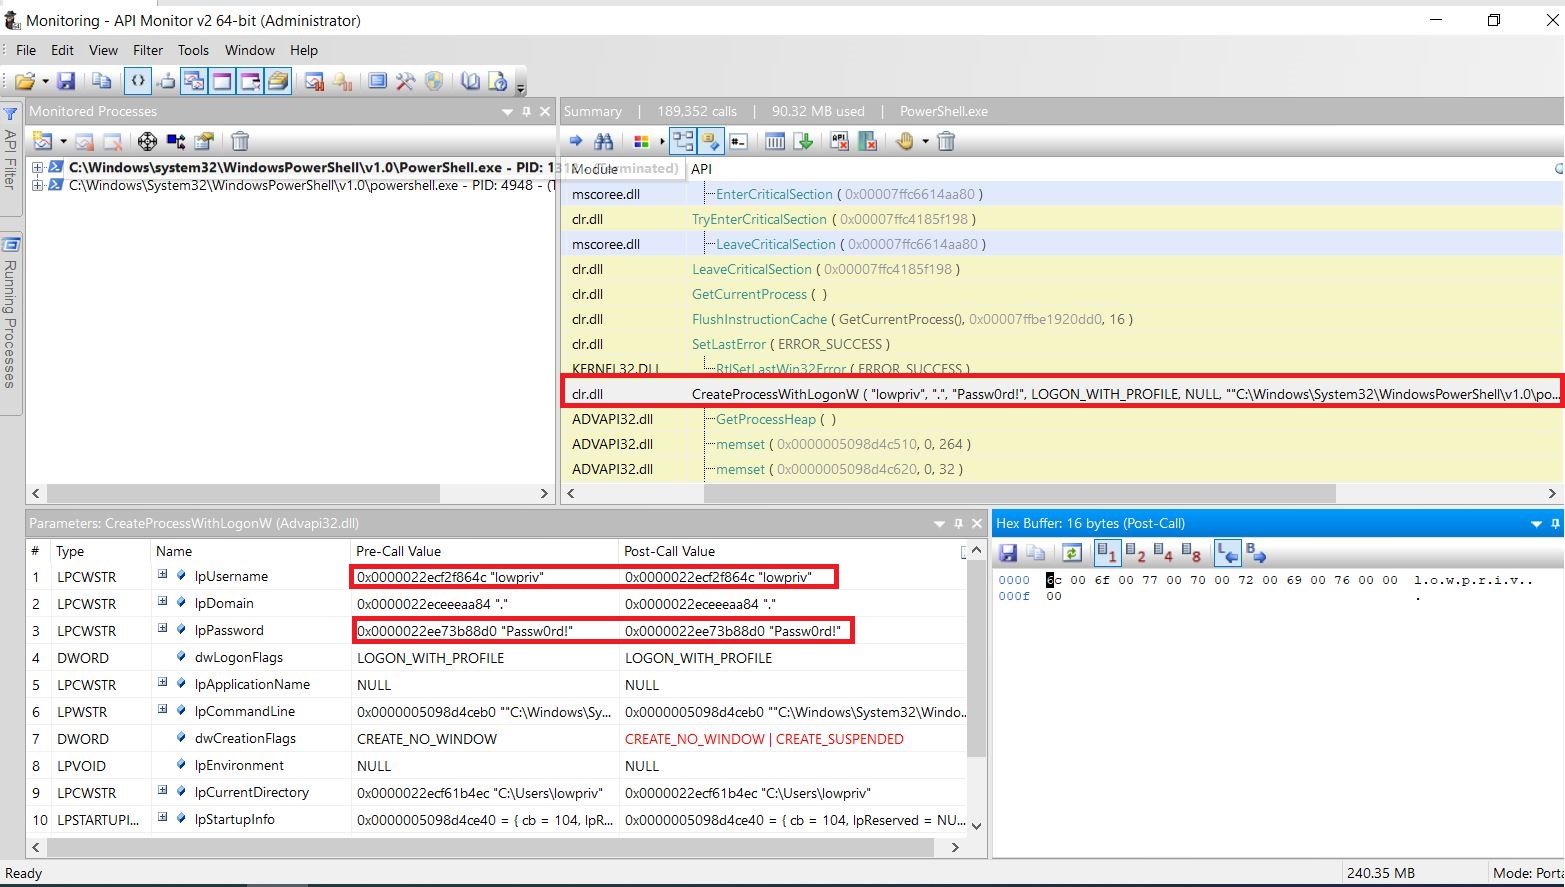 Monitoring - API Monitor v2 64-bit (Administrator)
File Edit View Filter Tools Window Help
API Filter
Running Processes
Monitored Processes
C:\Windows\system32\WindowsPowerShell\v1.0\PowerShell.exe - PID: (Terminated)
C:\Windows\System32\WindowsPowerShell\v1.0\powershell.exe - PID: 4948 - (T
Summary | 189,352 calls | 90.32 MB used | PowerShell.exe
Module API
mscoree.dll EnterCriticalSection ( 0x00007ffc6614aa80 )
clr.dll TryEnterCriticalSection ( 0x00007ffc4185f198 )
mscoree.dll LeaveCriticalSection ( 0x00007ffc6614aa80 )
clr.dll LeaveCriticalSection ( 0x00007ffc4185f198 )
clr.dll GetCurrentProcess ( )
clr.dll FlushInstructionCache ( GetCurrentProcess(), 0x00007ffbe1920dd0, 16 )
clr.dll SetLastError ( ERROR_SUCCESS )
KERNEL32.DLL RtlSetLastWin32Error ( ERROR_SUCCESS )
clr.dll CreateProcessWithLogonW ( "lowpriv", ".", "Passw0rd!", LOGON_WITH_PROFILE, NULL, ""C:\Windows\System32\WindowsPowerShell\v1.0\po...
ADVAPI32.dll GetProcessHeap ( )
ADVAPI32.dll memset ( 0x0000005098d4c510, 0, 264 )
ADVAPI32.dll memset ( 0x0000005098d4c620, 0, 32 )
Parameters: CreateProcessWithLogonW (Advapi32.dll)
# Type Name Pre-Call Value Post-Call Value
1 LPCWSTR lpUsername 0x0000022ecf2f864c "lowpriv" 0x0000022ecf2f864c "lowpriv"
2 LPCWSTR lpDomain 0x0000022eceeeaa84 "." 0x0000022eceeeaa84 "."
3 LPCWSTR lpPassword 0x0000022ee73b88d0 "Passw0rd!" 0x0000022ee73b88d0 "Passw0rd!"
4 DWORD dwLogonFlags LOGON_WITH_PROFILE LOGON_WITH_PROFILE
5 LPCWSTR lpApplicationName NULL NULL
6 LPWSTR lpCommandLine 0x0000005098d4ceb0 ""C:\Windows\Sy... 0x0000005098d4ceb0 ""C:\Windows\System32\Windo...
7 DWORD dwCreationFlags CREATE_NO_WINDOW CREATE_NO_WINDOW | CREATE_SUSPENDED
8 LPVOID lpEnvironment NULL NULL
9 LPCWSTR lpCurrentDirectory 0x0000022ecf61b4ec "C:\Users\lowpriv" 0x0000022ecf61b4ec "C:\Users\lowpriv"
10 LPSTARTUPI... lpStartupInfo 0x0000005098d4ce40 = { cb = 104, lpR... 0x0000005098d4ce40 = { cb = 104, lpReserved = NU...
Hex Buffer: 16 bytes (Post-Call)
1 2 4 8 L B
0000 6c 00 6f 00 77 00 70 00 72 00 69 00 76 00 00 l.o.w.p.r.i.v..
000f 00 .
Ready 240.35 MB Mode: Porta